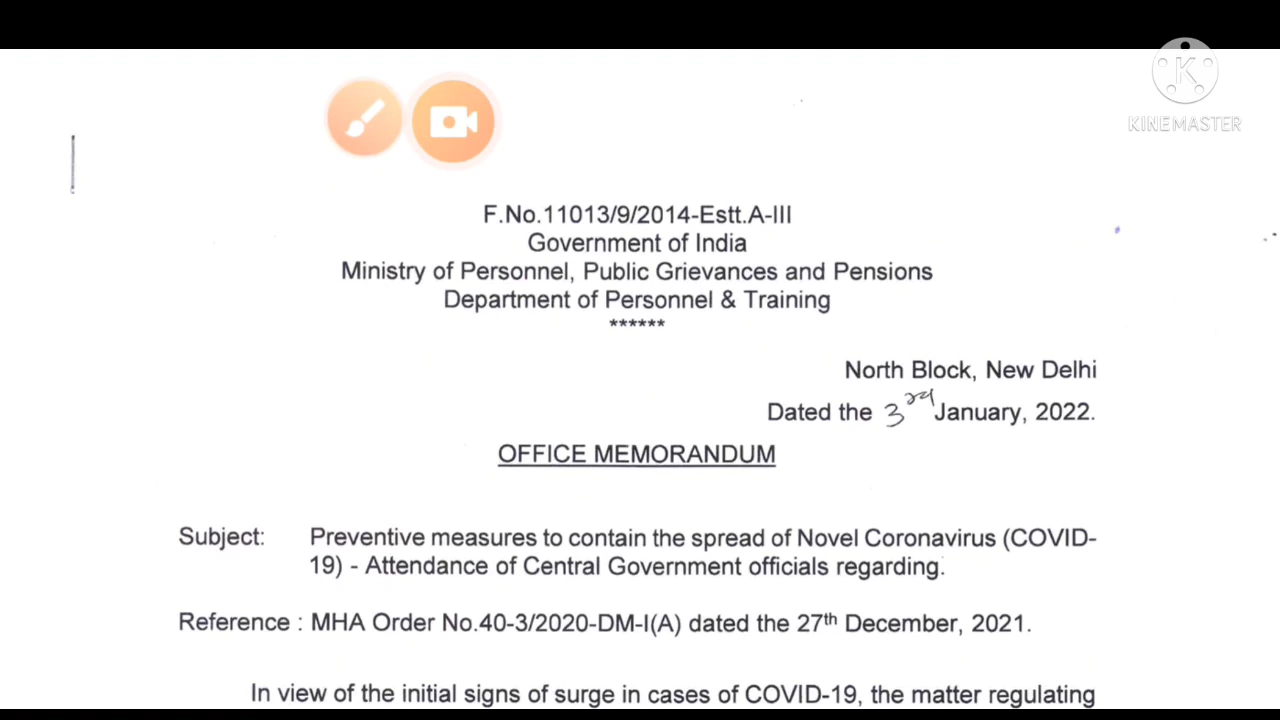 KINEMASTER
F.No.11013/9/2014-Estt.A-III
Government of India
Ministry of Personnel, Public Grievances and Pensions
Department of Personnel & Training
******
North Block, New Delhi
Dated the 3rd January, 2022.
OFFICE MEMORANDUM
Subject: Preventive measures to contain the spread of Novel Coronavirus (COVID-
19) - Attendance of Central Government officials regarding.
Reference : MHA Order No.40-3/2020-DM-I(A) dated the 27th December, 2021.
In view of the initial signs of surge in cases of COVID-19, the matter regulating